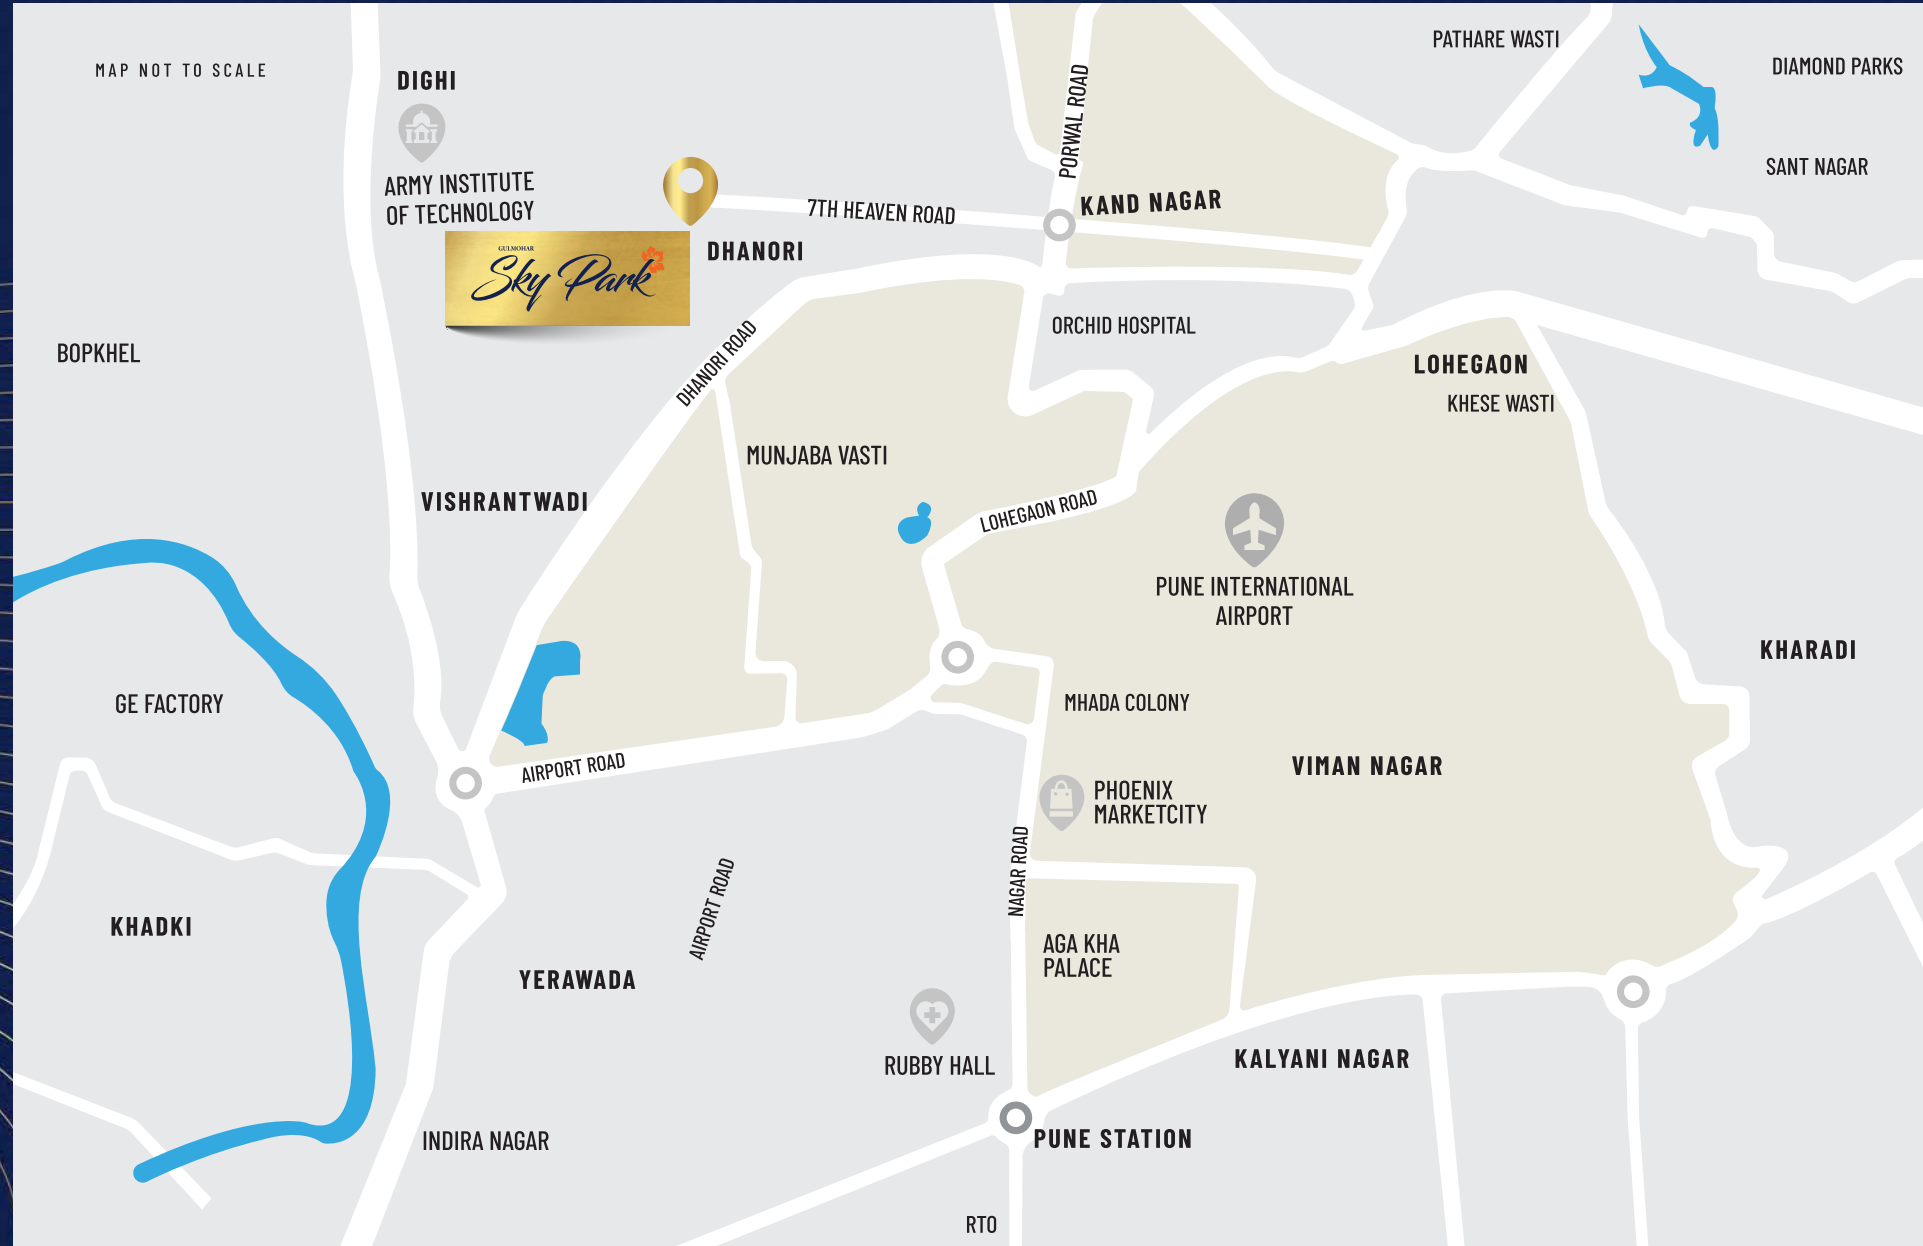 MAP NOT TO SCALE
DIGHI
ARMY INSTITUTE
OF TECHNOLOGY
GULMOHAR
Sky Park
DHANORI
7TH HEAVEN ROAD
PORWAL ROAD
KAND NAGAR
PATHARE WASTI
DIAMOND PARKS
SANT NAGAR
BOPKHEL
DHANORI ROAD
ORCHID HOSPITAL
LOHEGAON
KHESE WASTI
MUNJABA VASTI
VISHRANTWADI
LOHEGAON ROAD
PUNE INTERNATIONAL
AIRPORT
KHARADI
GE FACTORY
MHADA COLONY
AIRPORT ROAD
VIMAN NAGAR
PHOENIX
MARKETCITY
NAGAR ROAD
AIRPORT ROAD
KHADKI
YERAWADA
AGA KHA
PALACE
RUBBY HALL
KALYANI NAGAR
INDIRA NAGAR
PUNE STATION
RTO